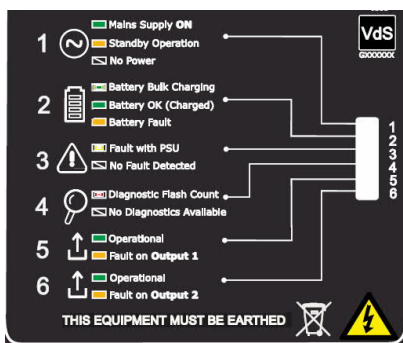 1
Mains Supply ON
Standby Operation
No Power
VdS
GXXXXXX
2
Battery Bulk Charging
Battery OK (Charged)
Battery Fault
3
Fault with PSU
No Fault Detected
4
Diagnostic Flash Count
No Diagnostics Available
5
Operational
Fault on Output 1
6
Operational
Fault on Output 2
1
2
3
4
5
6
THIS EQUIPMENT MUST BE EARTHED